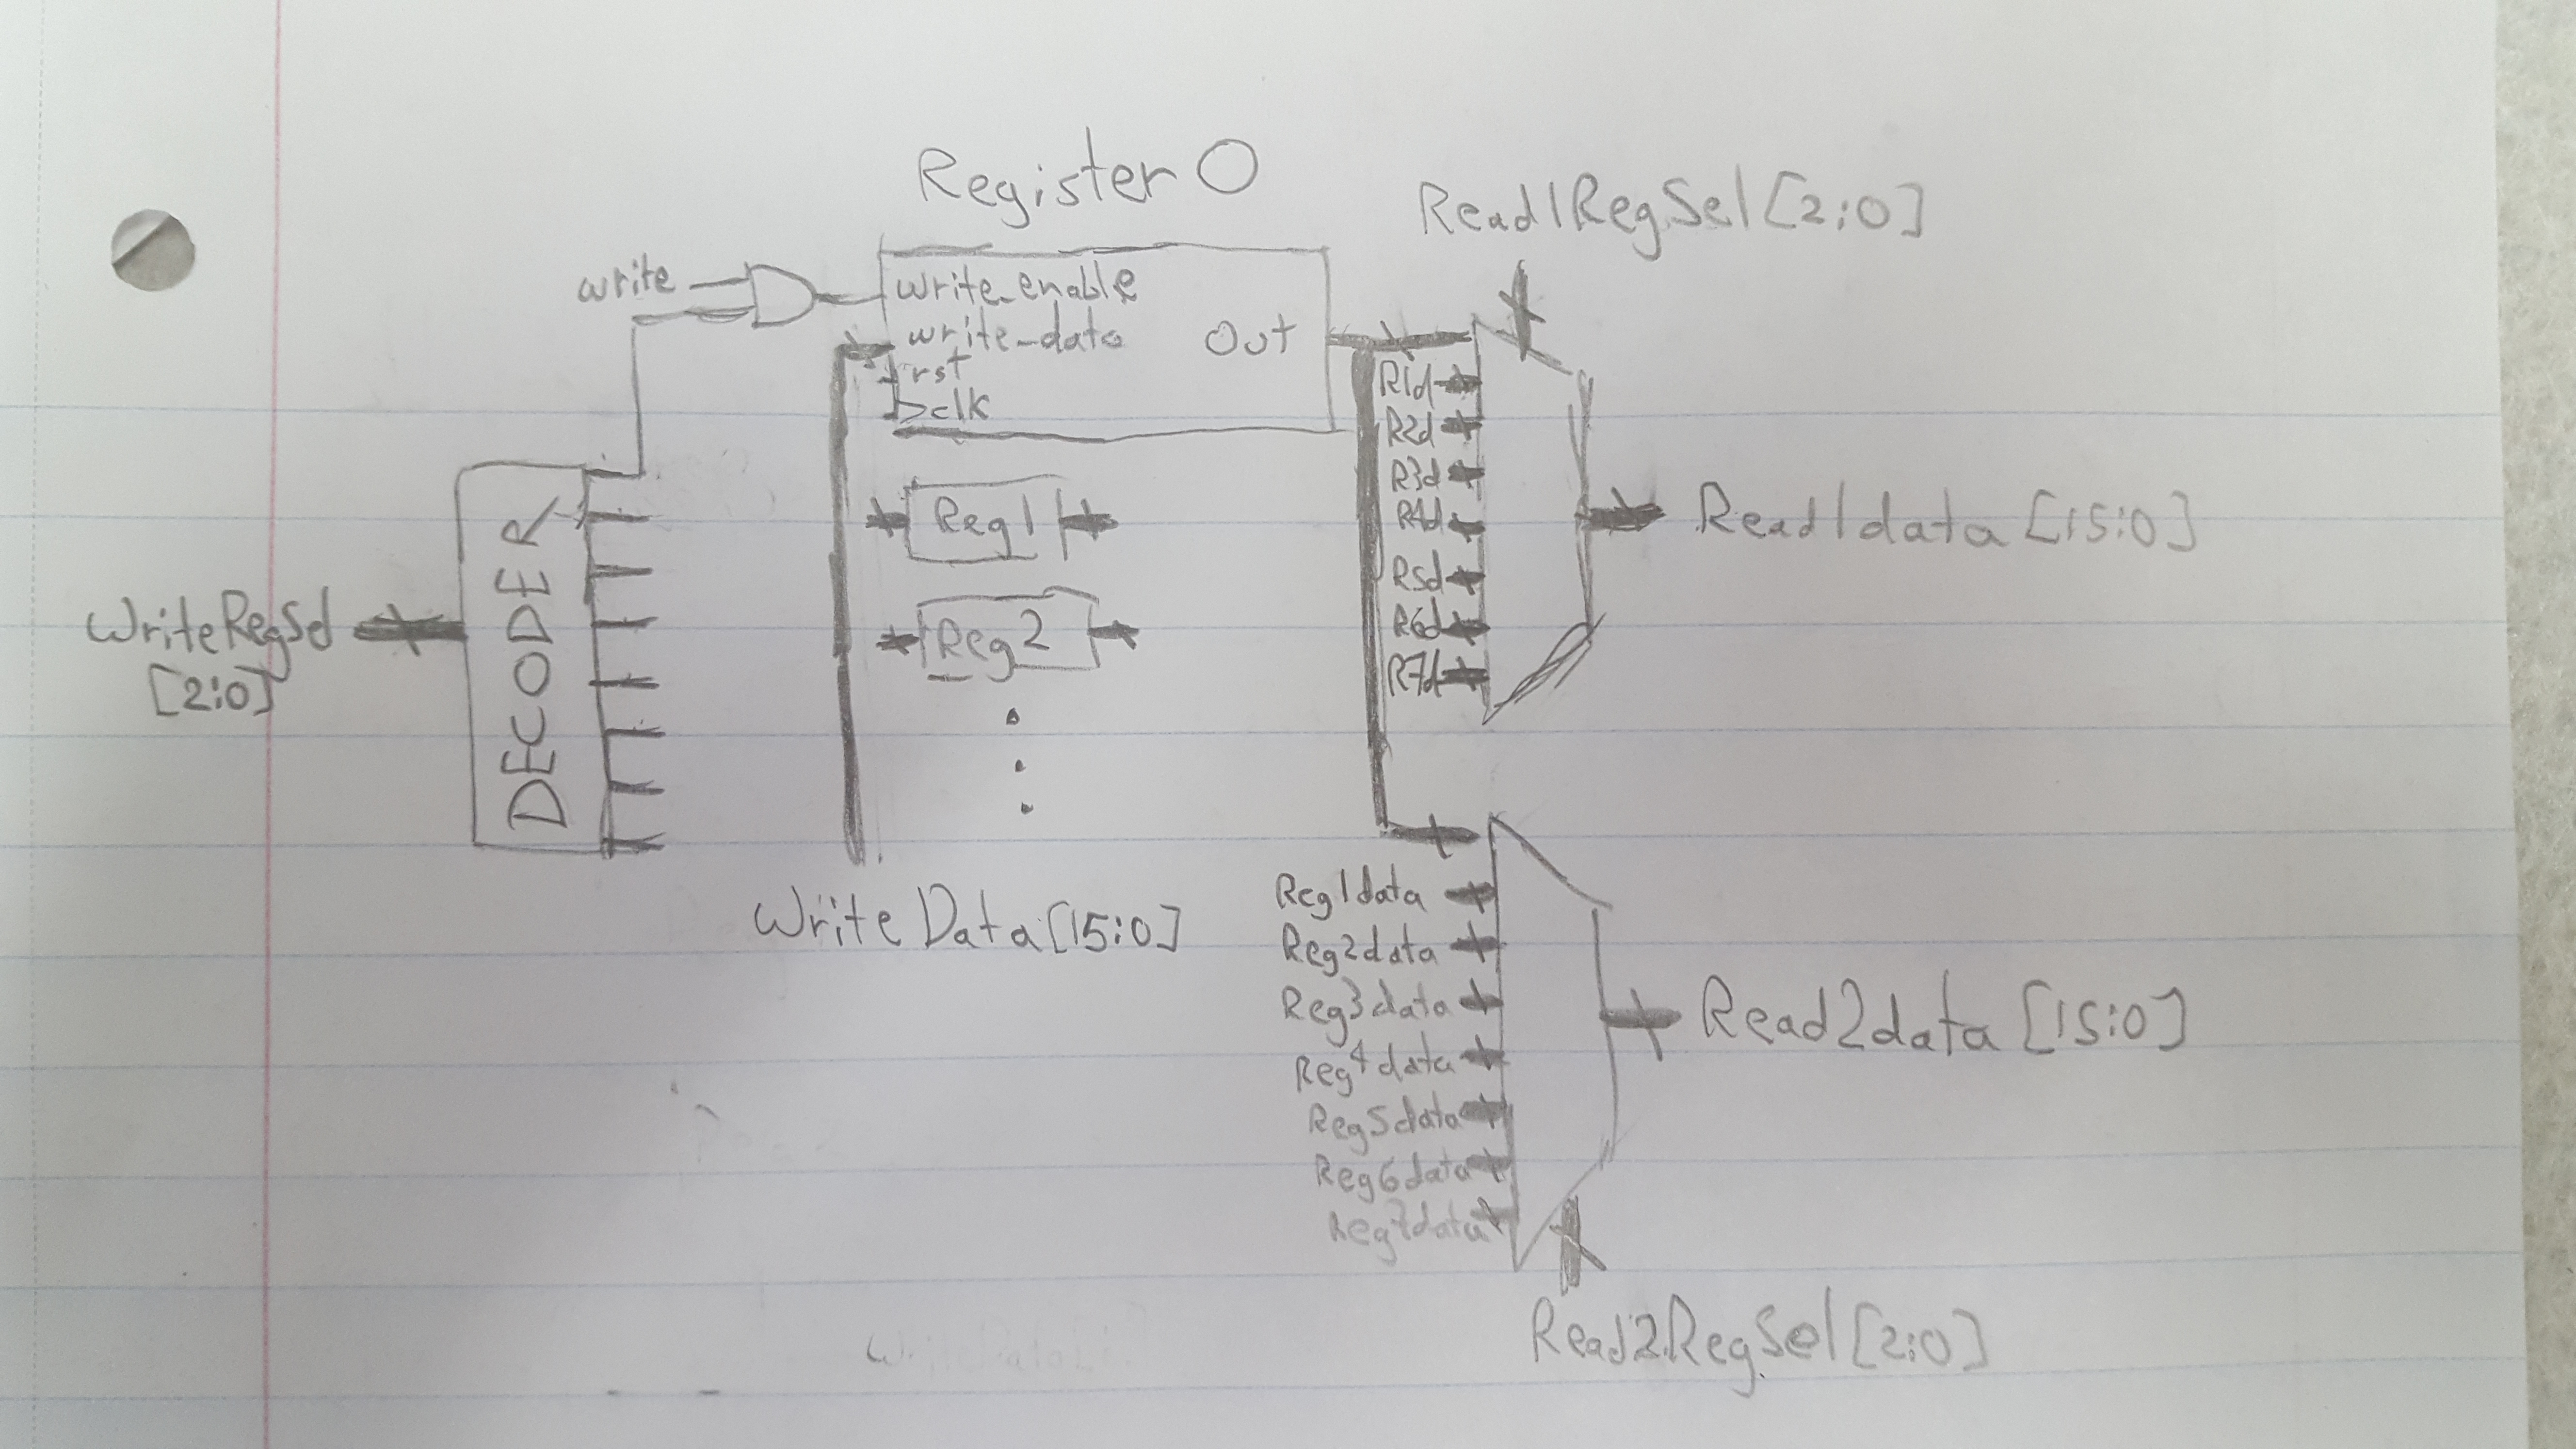 Register 0
Read1RegSel[2:0]
write
write_enable
write_data
rst
clk
Out
R1d
R2d
R3d
R4d
R5d
R6d
R7d
Reg1
Reg2
DECODER
WriteRegSel
[2:0]
Read1data[15:0]
Write Data[15:0]
Reg1data
Reg2data
Reg3data
Reg4data
Reg5data
Reg6data
Reg7data
Read2data[15:0]
Read2RegSel[2:0]